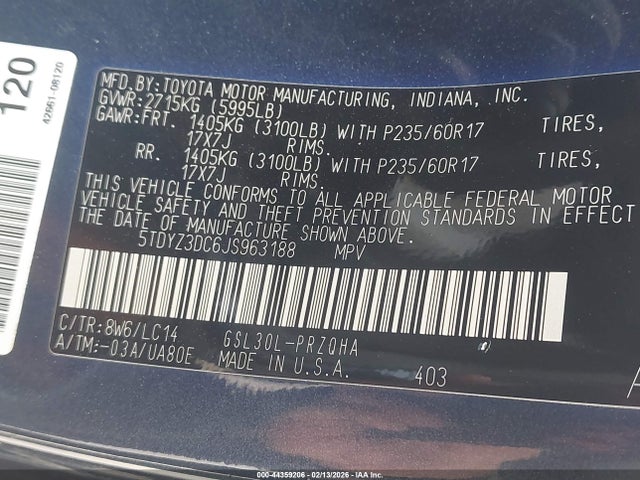 120
42661-08120
MFD.BY:TOYOTA MOTOR MANUFACTURING, INDIANA, INC.
GVWR:2715KG (5995LB)
GAWR:FRT. 1405KG (3100LB) WITH P235/60R17 TIRES,
17X7J RIMS.
RR. 1405KG (3100LB) WITH P235/60R17 TIRES,
17X7J RIMS.
THIS VEHICLE CONFORMS TO ALL APPLICABLE FEDERAL MOTOR
VEHICLE SAFETY AND THEFT PREVENTION STANDARDS IN EFFECT
THE DATE OF MANUFACTURE SHOWN ABOVE.
5TDYZ3DC6JS963188 MPV
C/TR:8W6/LC14 GSL30L-PRZQHA
A/TM:-03A/UA80E MADE IN U.S.A. 403
000-44359206 - 02/13/2026 - IAA Inc.